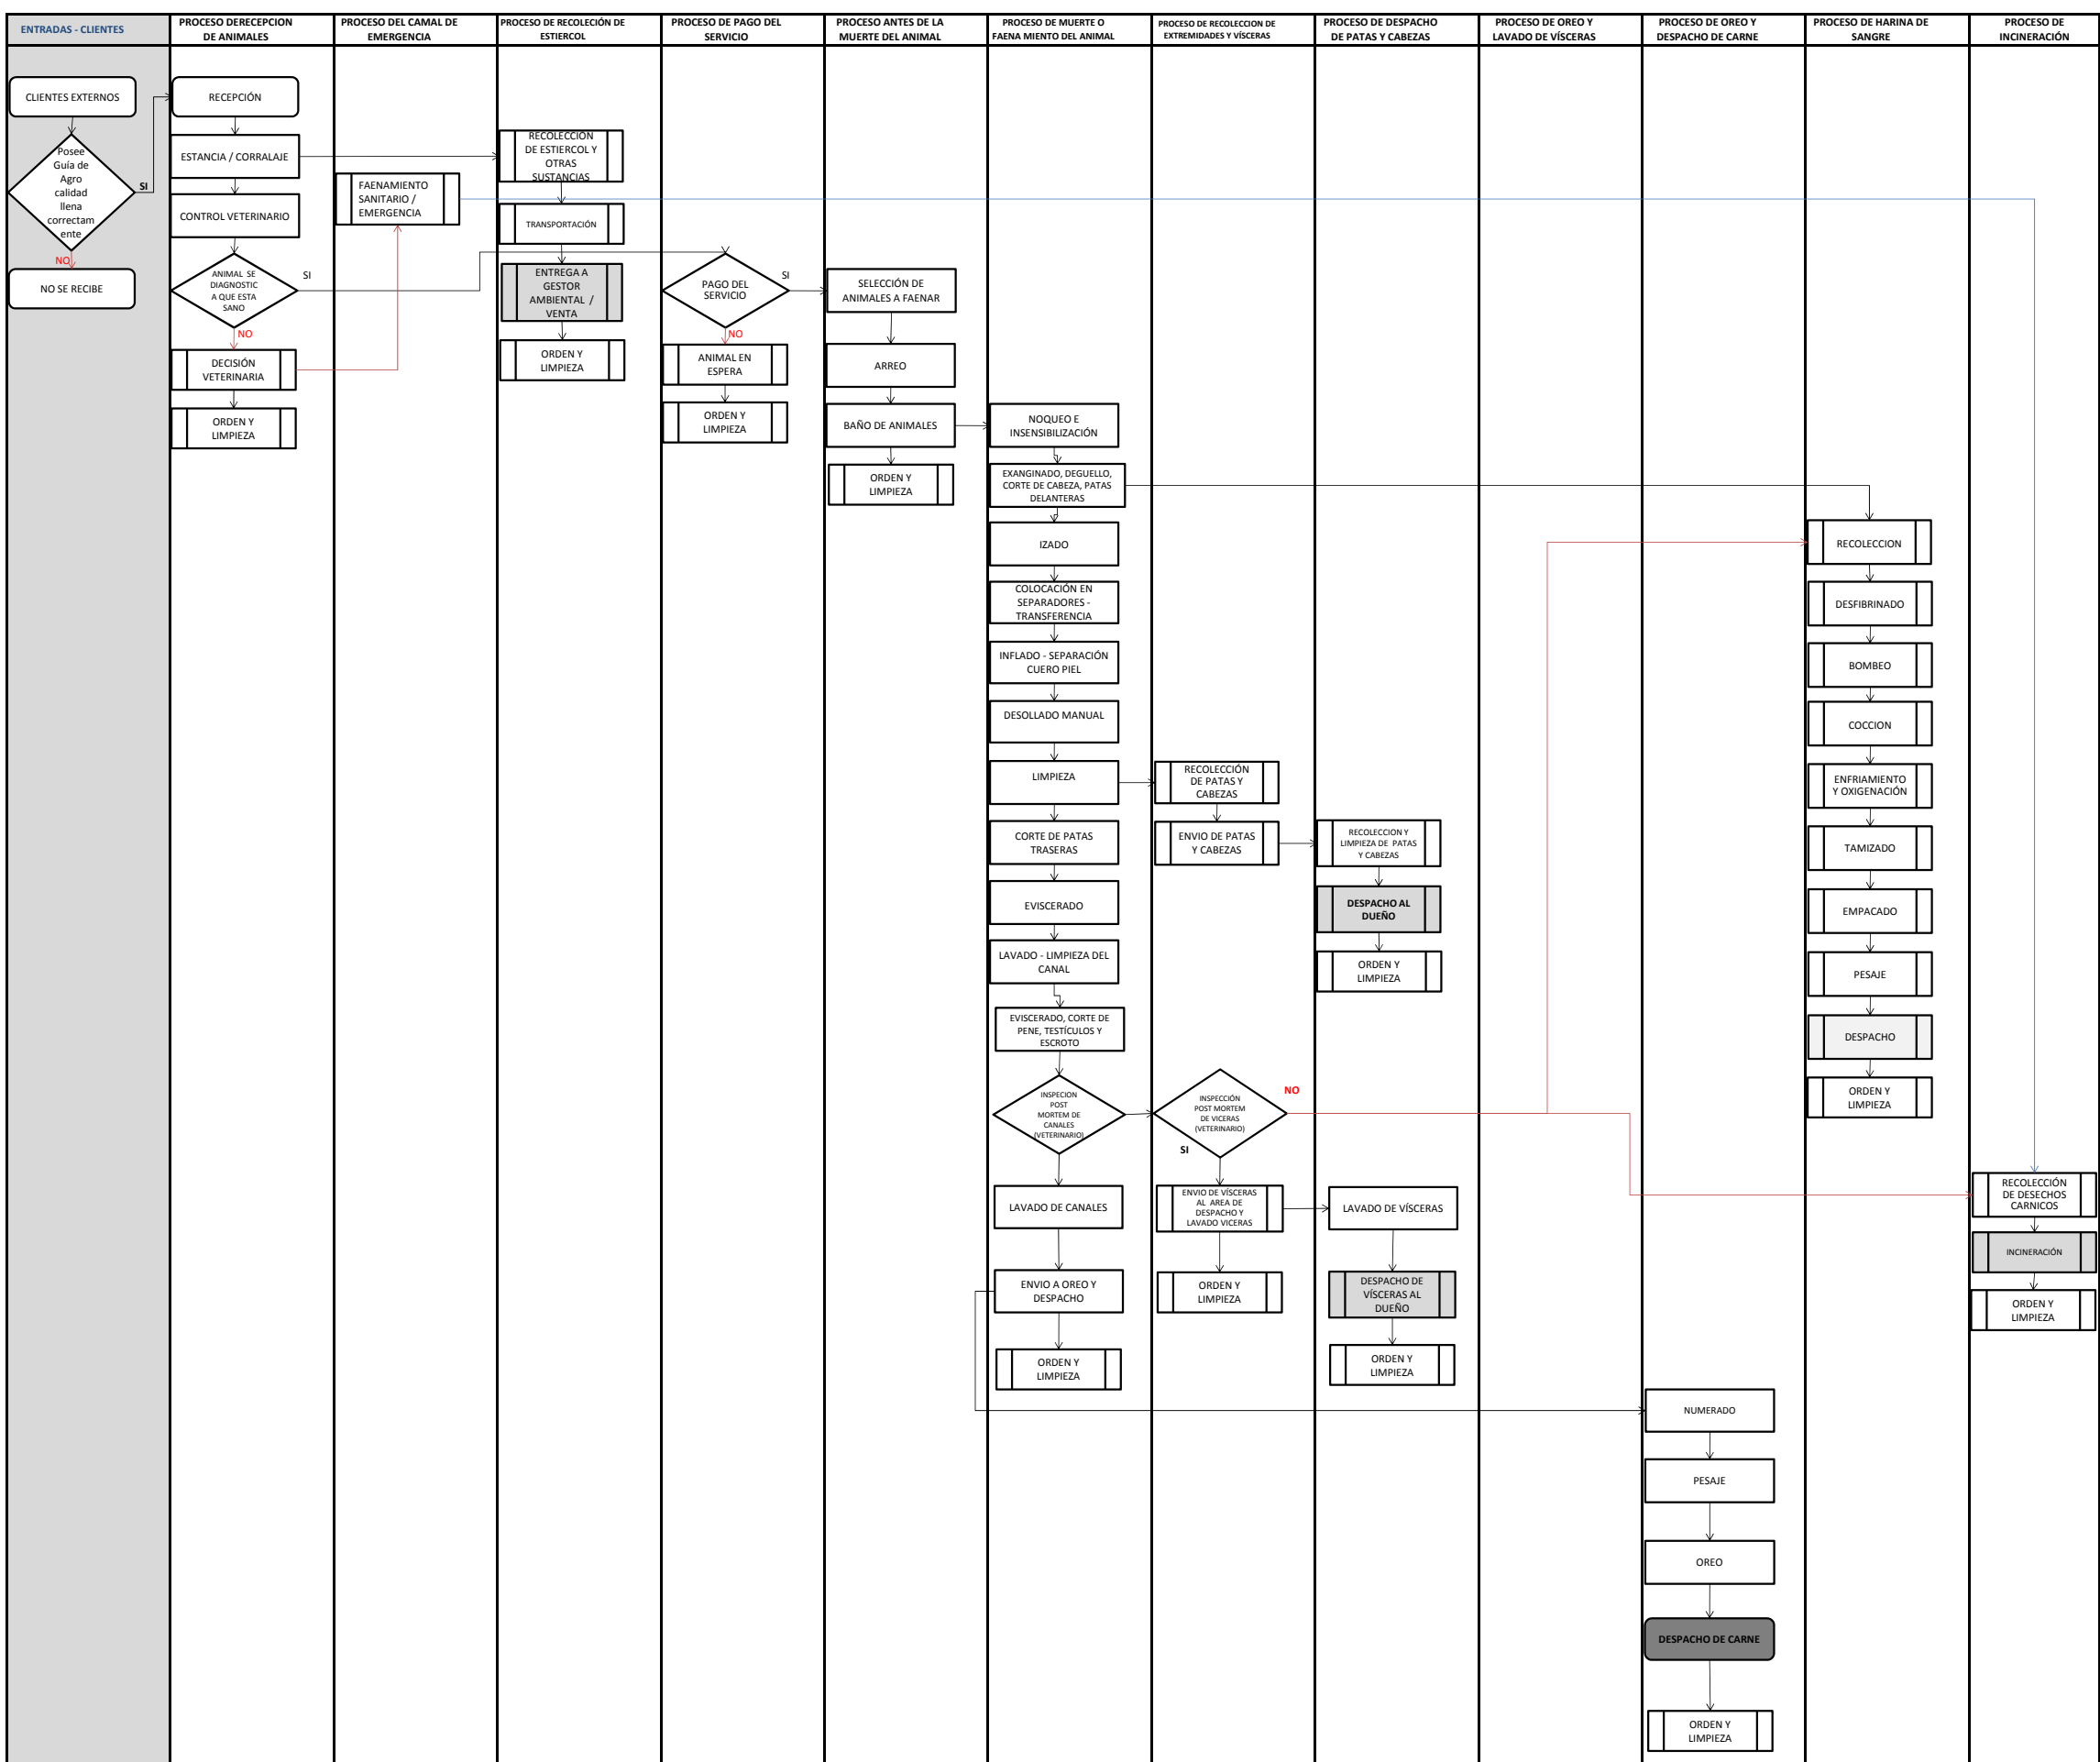 ENTRADAS - CLIENTES
PROCESO DERECEPCION
DE ANIMALES
PROCESO DEL CAMAL DE
EMERGENCIA
PROCESO DE RECOLECIÓN DE
ESTIERCOL
PROCESO DE PAGO DEL
SERVICIO
PROCESO ANTES DE LA
MUERTE DEL ANIMAL
PROCESO DE MUERTE O
FAENA MIENTO DEL ANIMAL
PROCESO DE RECOLECCION DE
EXTREMIDADES Y VÍSCERAS
PROCESO DE DESPACHO
DE PATAS Y CABEZAS
PROCESO DE OREO Y
LAVADO DE VÍSCERAS
PROCESO DE OREO Y
DESPACHO DE CARNE
PROCESO DE HARINA DE
SANGRE
PROCESO DE
INCINERACIÓN
CLIENTES EXTERNOS
Posee
Guía de
Agro
calidad
llena
correctam
ente
SI
NO
NO SE RECIBE
RECEPCIÓN
ESTANCIA / CORRALAJE
CONTROL VETERINARIO
ANIMAL SE
DIAGNOSTIC
A QUE ESTA
SANO
SI
NO
DECISIÓN
VETERINARIA
ORDEN Y
LIMPIEZA
FAENAMIENTO
SANITARIO /
EMERGENCIA
RECOLECCIÓN
DE ESTIERCOL Y
OTRAS
SUSTANCIAS
TRANSPORTACIÓN
ENTREGA A
GESTOR
AMBIENTAL /
VENTA
ORDEN Y
LIMPIEZA
PAGO DEL
SERVICIO
SI
NO
ANIMAL EN
ESPERA
ORDEN Y
LIMPIEZA
SELECCIÓN DE
ANIMALES A FAENAR
ARREO
BAÑO DE ANIMALES
ORDEN Y
LIMPIEZA
NOQUEO E
INSENSIBILIZACIÓN
EXANGINADO, DEGUELLO,
CORTE DE CABEZA, PATAS
DELANTERAS
IZADO
COLOCACIÓN EN
SEPARADORES -
TRANSFERENCIA
INFLADO - SEPARACIÓN
CUERO PIEL
DESOLLADO MANUAL
LIMPIEZA
CORTE DE PATAS
TRASERAS
EVISCERADO
LAVADO - LIMPIEZA DEL
CANAL
EVISCERADO, CORTE DE
PENE, TESTÍCULOS Y
ESCROTO
INSPECION
POST
MORTEM DE
CANALES
(VETERINARIO)
LAVADO DE CANALES
ENVIO A OREO Y
DESPACHO
ORDEN Y
LIMPIEZA
RECOLECCIÓN
DE PATAS Y
CABEZAS
ENVIO DE PATAS
Y CABEZAS
INSPECCIÓN
POST MORTEM
DE VICERAS
(VETERINARIO)
NO
SI
ENVIO DE VÍSCERAS
AL AREA DE
DESPACHO Y
LAVADO VICERAS
ORDEN Y
LIMPIEZA
RECOLECCION Y
LIMPIEZA DE PATAS
Y CABEZAS
DESPACHO AL
DUEÑO
ORDEN Y
LIMPIEZA
LAVADO DE VÍSCERAS
DESPACHO DE
VÍSCERAS AL
DUEÑO
ORDEN Y
LIMPIEZA
NUMERADO
PESAJE
OREO
DESPACHO DE CARNE
ORDEN Y
LIMPIEZA
RECOLECCION
DESFIBRINADO
BOMBEO
COCCION
ENFRIAMIENTO
Y OXIGENACIÓN
TAMIZADO
EMPACADO
PESAJE
DESPACHO
ORDEN Y
LIMPIEZA
RECOLECCIÓN
DE DESECHOS
CARNICOS
INCINERACIÓN
ORDEN Y
LIMPIEZA